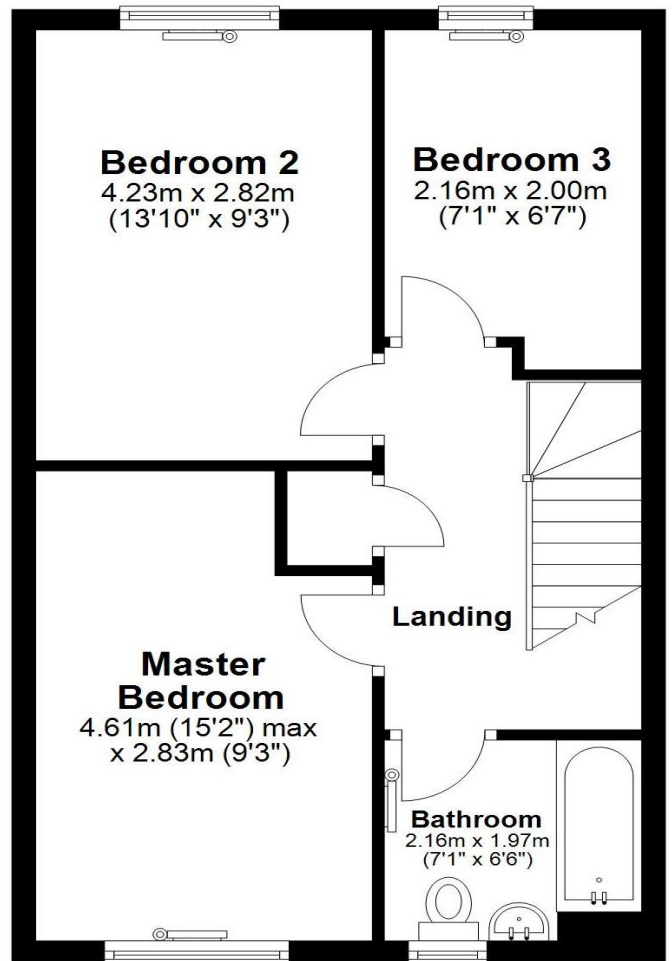 Bedroom 2
4.23m x 2.82m
(13'10" x 9'3")
Bedroom 3
2.16m x 2.00m
(7'1" x 6'7")
Landing
Master
Bedroom
4.61m (15'2") max
x 2.83m (9'3")
Bathroom
2.16m x 1.97m
(7'1" x 6'6")